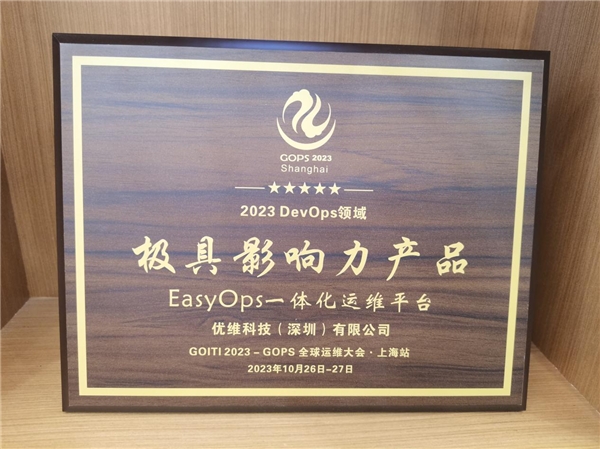 GOPS 2023
Shanghai
2023 DevOps领域
极具影响力产品
EasyOps一体化运维平台
优维科技（深圳）有限公司
GOITI 2023 - GOPS 全球运维大会·上海站
2023年10月26日-27日